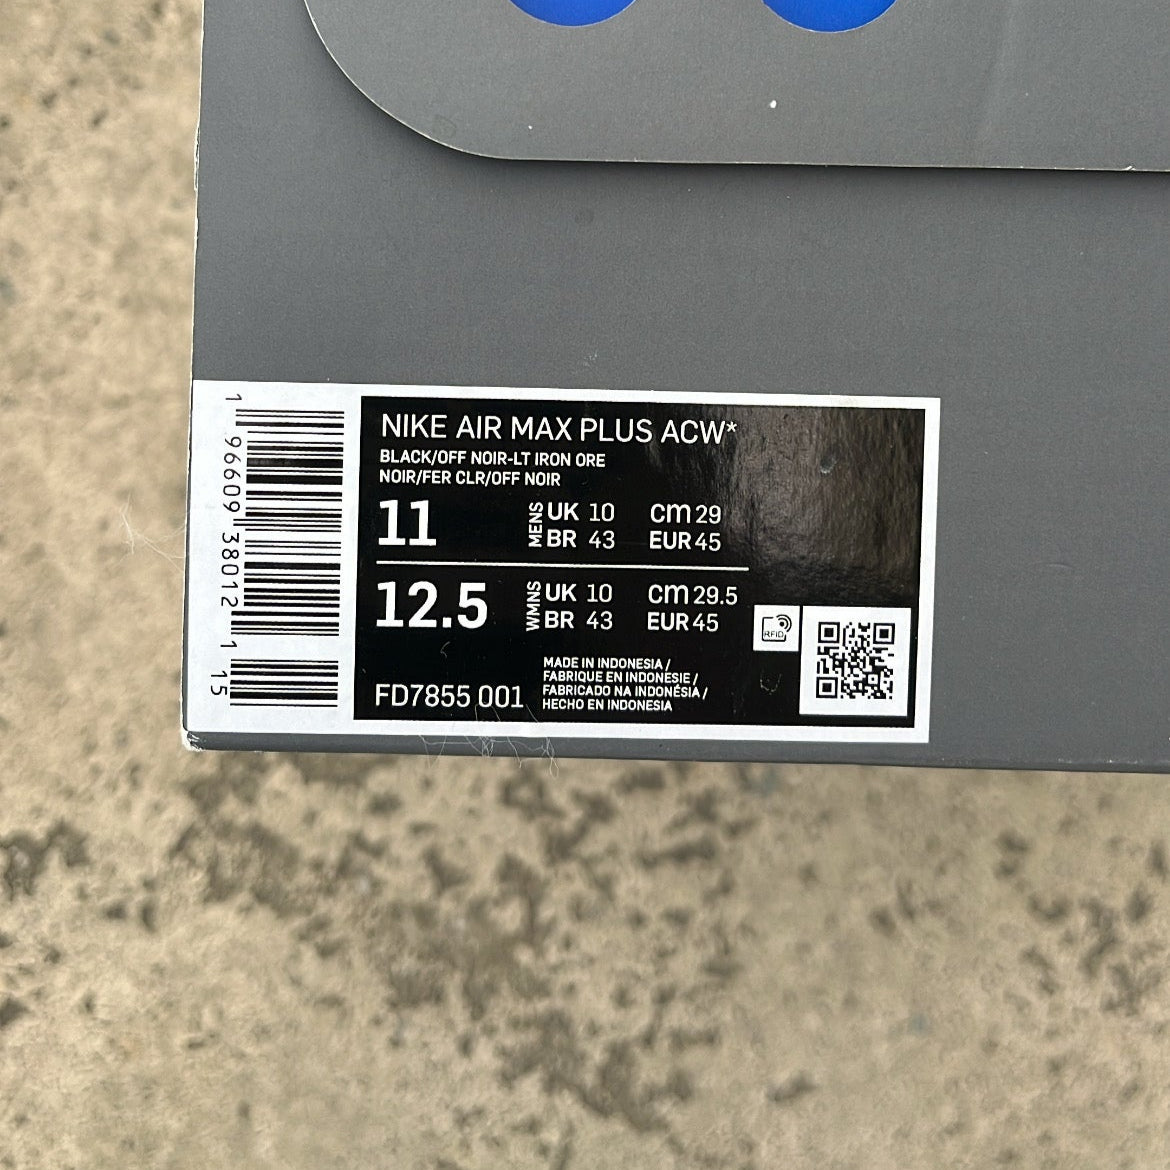 NIKE AIR MAX PLUS ACW*
BLACK/OFF NOIR-LT IRON ORE
NOIR/FER CLR/OFF NOIR
11 MENS UK 10 cm 29
BR 43 EUR 45
12.5 WMNS UK 10 cm 29.5
BR 43 EUR 45
RFID
MADE IN INDONESIA /
FABRIQUE EN INDONÉSIE /
FABRICADO NA INDONÉSIA /
HECHO EN INDONESIA
FD7855 001
1 96609 38012 1 15